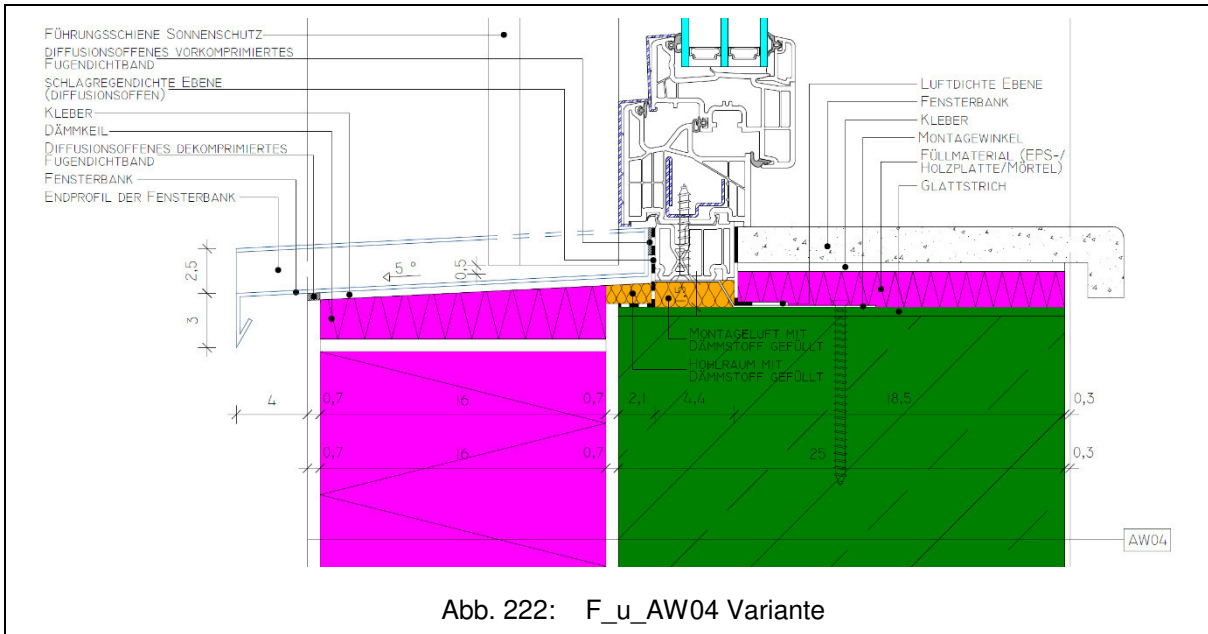 FÜHRUNGSSCHIENE SONNENSCHUTZ
DIFFUSIONSOFFENES VORKOMPRIMIERTES
FUGENDICHTBAND
SCHLAGREGENDICHTE EBENE
(DIFFUSIONSOFFEN)
KLEBER
DÄMMKEIL
DIFFUSIONSOFFENES DEKOMPRIMIERTES
FUGENDICHTBAND
FENSTERBANK
ENDPROFIL DER FENSTERBANK
LUFTDICHTE EBENE
FENSTERBANK
KLEBER
MONTAGEWINKEL
FÜLLMATERIAL (EPS-/
HOLZPLATTE/MÖRTEL)
GLATTSTRICH
2,5
3
5 °
0,5
1,5
MONTAGELUFT MIT
DÄMMSTOFF GEFÜLLT
HOHLRAUM MIT
DÄMMSTOFF GEFÜLLT
4 0,7 16 0,7 2,1 4,4 18,5 0,3
0,7 16 0,7 25 0,3
AW04
Abb. 222: F_u_AW04 Variante